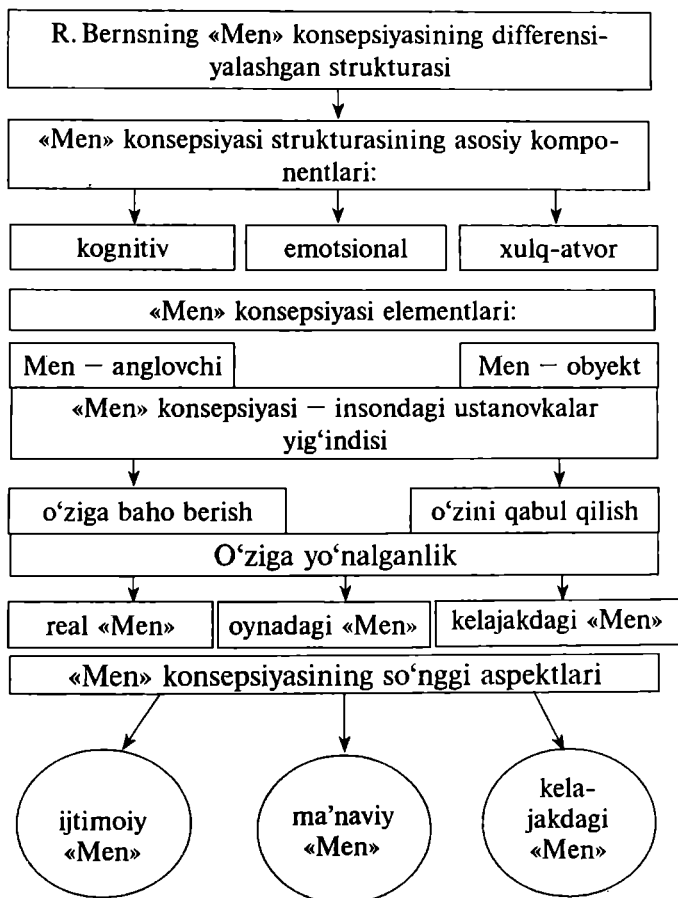 R. Bernsning «Men» konsepsiyasining differensi-
yalashgan strukturasi
«Men» konsepsiyasi strukturasining asosiy kompo-
nentlari:
kognitiv emotsional xulq-atvor
«Men» konsepsiyasi elementlari:
Men — anglovchi Men — obyekt
«Men» konsepsiyasi — insondagi ustanovkalar
yig‘indisi
o‘ziga baho berish o‘zini qabul qilish
O‘ziga yo‘nalganlik
real «Men» oynadagi «Men» kelajakdagi «Men»
«Men» konsepsiyasining so‘nggi aspektlari
ijtimoiy
«Men»
ma’naviy
«Men»
kela-
jakdagi
«Men»